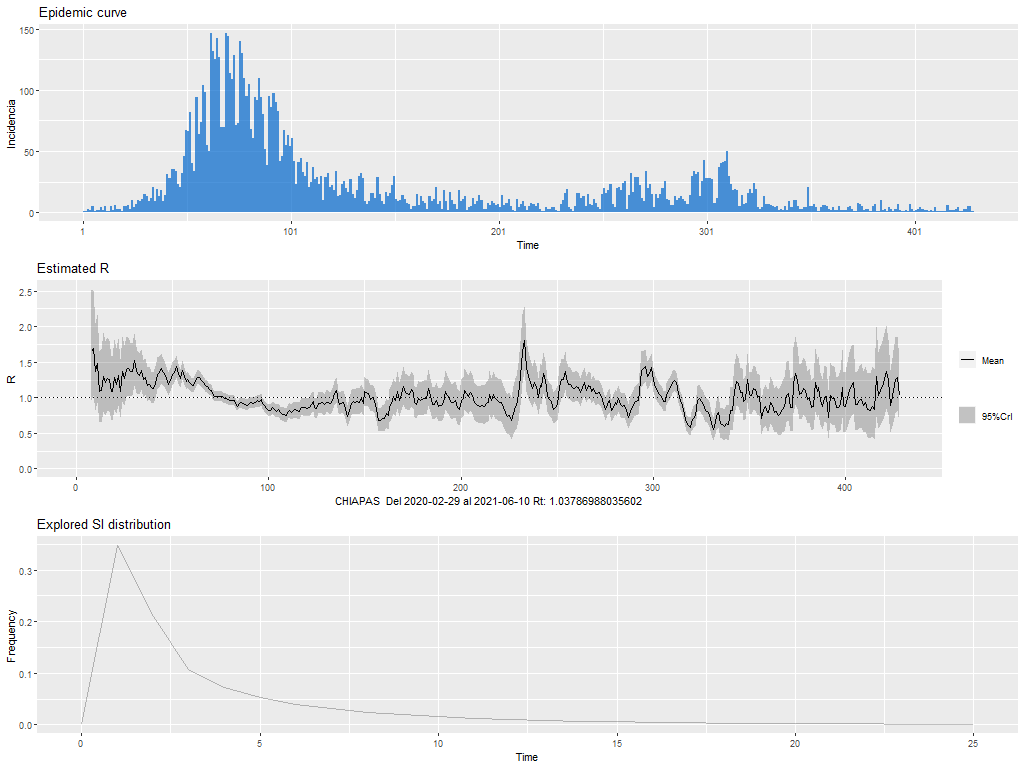 Epidemic curve
150
100
50
0
Incidencia
1
101
201
301
401
Time
Estimated R
2.5
2.0
1.5
1.0
0.5
0.0
R
0
100
200
300
400
CHIAPAS Del 2020-02-29 al 2021-06-10 Rt: 1.03786988035602
Mean
95%CrI
Explored SI distribution
0.3
0.2
0.1
0.0
Frequency
0
5
10
15
20
25
Time